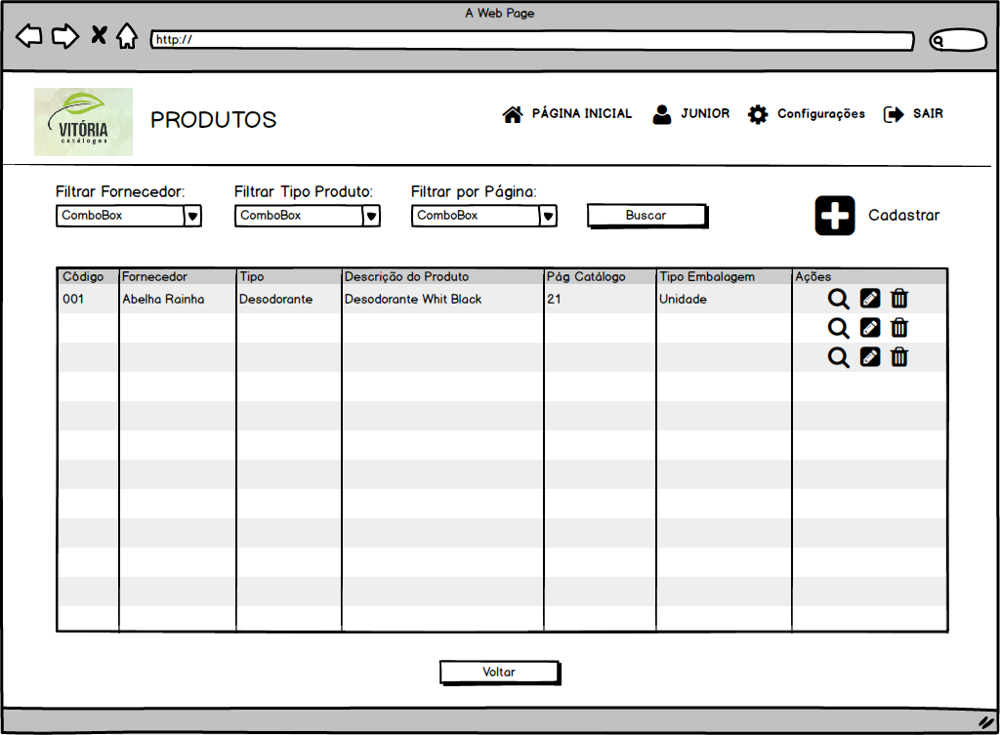 A Web Page
http://
VITÓRIA
catálogos
PRODUTOS
PÁGINA INICIAL
JUNIOR
Configurações
SAIR
Filtrar Fornecedor:
Filtrar Tipo Produto:
Filtrar por Página:
ComboBox
ComboBox
ComboBox
Buscar
Cadastrar
Código Fornecedor Tipo Descrição do Produto Pág Catálogo Tipo Embalagem Ações
001 Abelha Rainha Desodorante Desodorante Whit Black 21 Unidade
Voltar